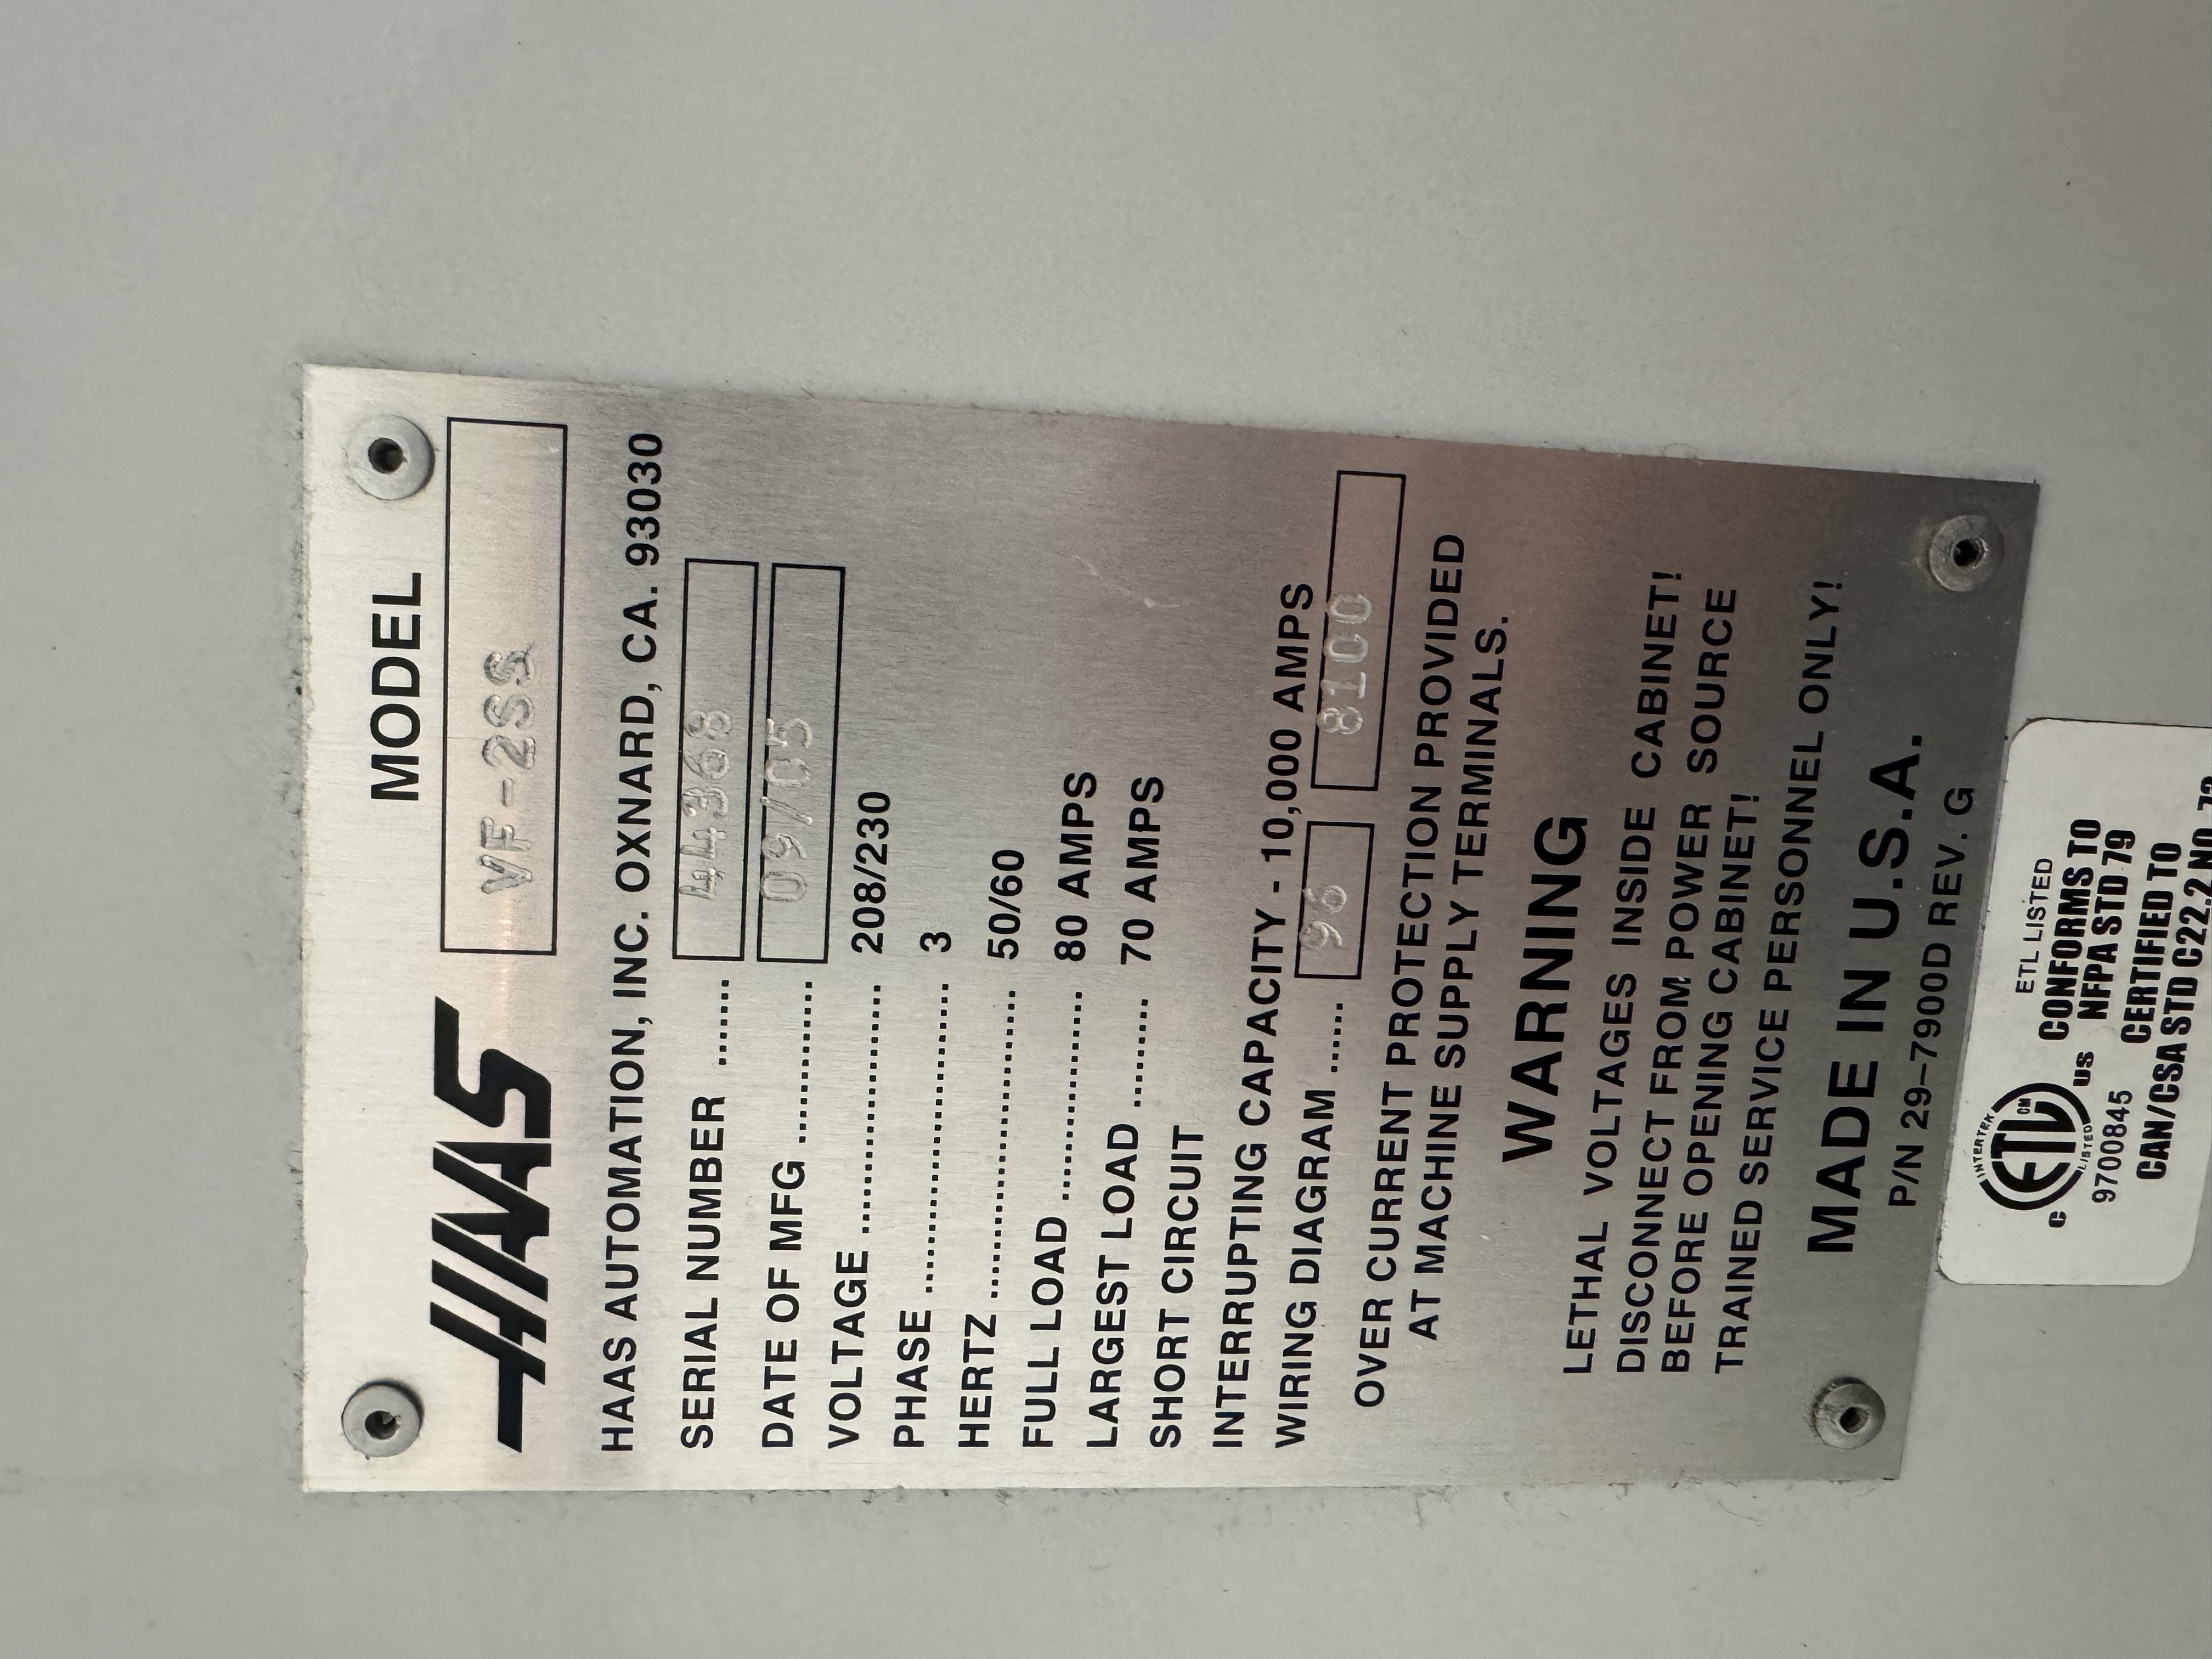 MODEL
HAAS VF-2SS
HAAS AUTOMATION, INC. OXNARD, CA. 93030
SERIAL NUMBER ....... 44368
DATE OF MFG ............... 09/05
VOLTAGE ....................... 208/230
PHASE ............................ 3
HERTZ ............................ 50/60
FULL LOAD ................... 80 AMPS
LARGEST LOAD .......... 70 AMPS
SHORT CIRCUIT
INTERRUPTING CAPACITY - 10,000 AMPS
WIRING DIAGRAM ....... 96 8100
OVER CURRENT PROTECTION PROVIDED
AT MACHINE SUPPLY TERMINALS.
WARNING
LETHAL VOLTAGES INSIDE CABINET!
DISCONNECT FROM POWER SOURCE
BEFORE OPENING CABINET!
TRAINED SERVICE PERSONNEL ONLY!
MADE IN U.S.A.
P/N 29-7900D REV. G
ETL LISTED
CONFORMS TO
NFPA STD 79
CERTIFIED TO
CAN/CSA STD C22.2 NO.
INTERTEK
ETL CM
LISTED
C US
9700845